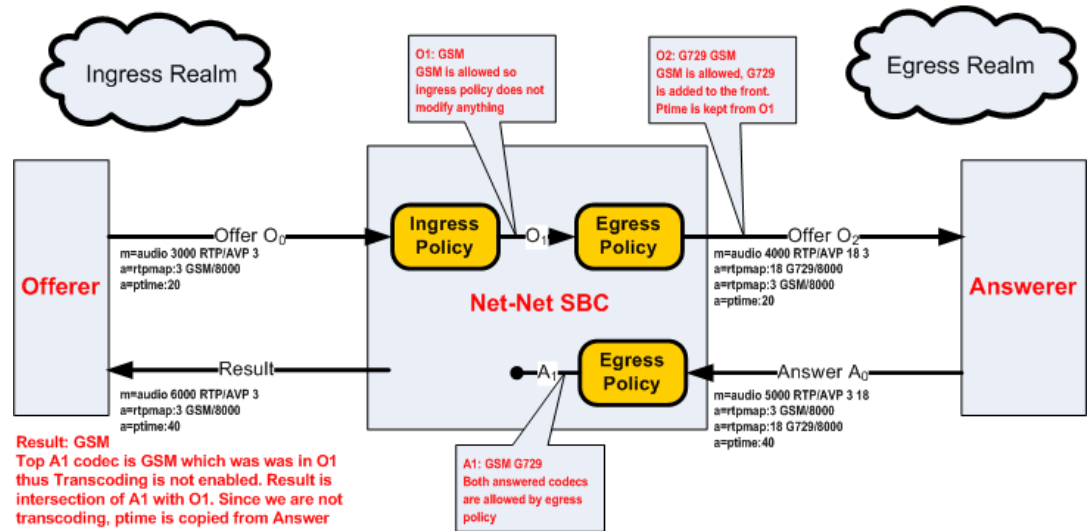 Ingress Realm
Egress Realm
O1: GSM
GSM is allowed so
ingress policy does not
modify anything
O2: G729 GSM
GSM is allowed, G729
is added to the front.
Ptime is kept from O1
Offerer
Offer O0
m=audio 3000 RTP/AVP 3
a=rtpmap:3 GSM/8000
a=ptime:20
Ingress
Policy
O1
Egress
Policy
Offer O2
m=audio 4000 RTP/AVP 18 3
a=rtpmap:18 G729/8000
a=rtpmap:3 GSM/8000
a=ptime:20
Answerer
Net-Net SBC
Result
m=audio 6000 RTP/AVP 3
a=rtpmap:3 GSM/8000
a=ptime:40
A1
Egress
Policy
Answer A0
m=audio 5000 RTP/AVP 3 18
a=rtpmap:3 GSM/8000
a=rtpmap:18 G729/8000
a=ptime:40
Result: GSM
Top A1 codec is GSM which was was in O1
thus Transcoding is not enabled. Result is
intersection of A1 with O1. Since we are not
transcoding, ptime is copied from Answer
A1: GSM G729
Both answered codecs
are allowed by egress
policy